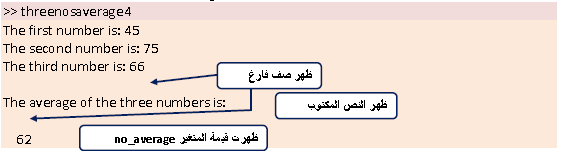 >> threenosaverage4
The first number is: 45
The second number is: 75
The third number is: 66
ظهر صف فارغ
The average of the three numbers is:
ظهر النص المكتوب
62
ظهرت قيمة المتغير no_average